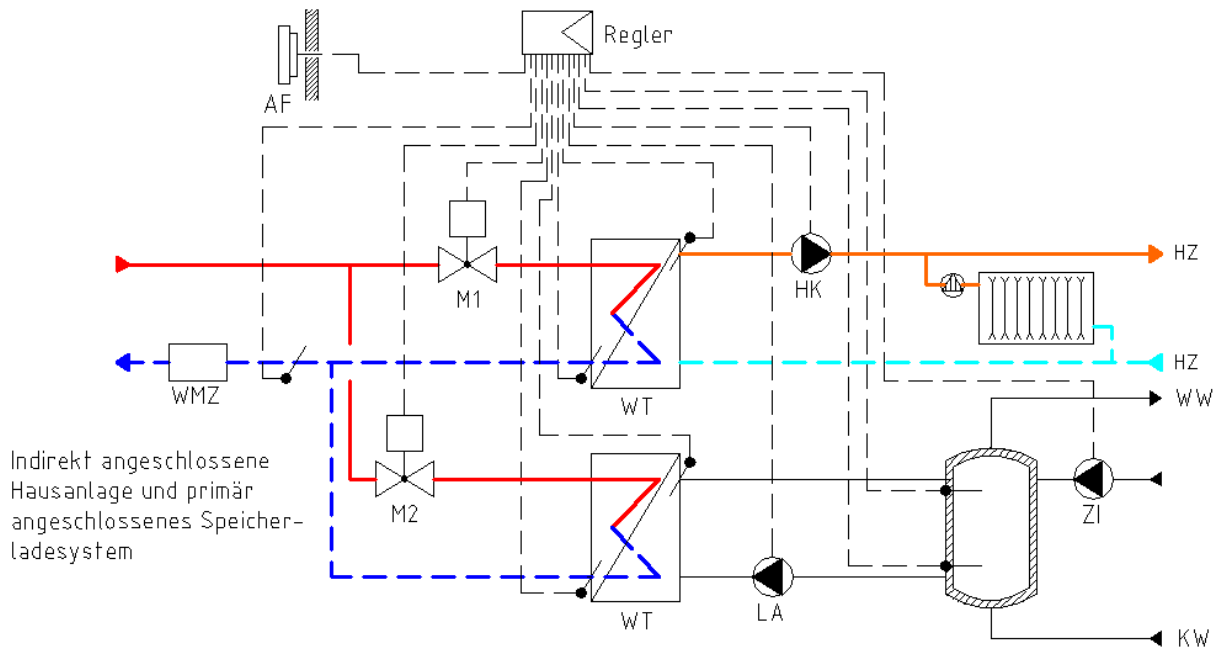 Regler
AF
M1
HK
HZ
WMZ
WT
HZ
WW
Indirekt angeschlossene
Hausanlage und primär
angeschlossenes Speicher-
ladesystem
M2
ZI
WT
LA
KW